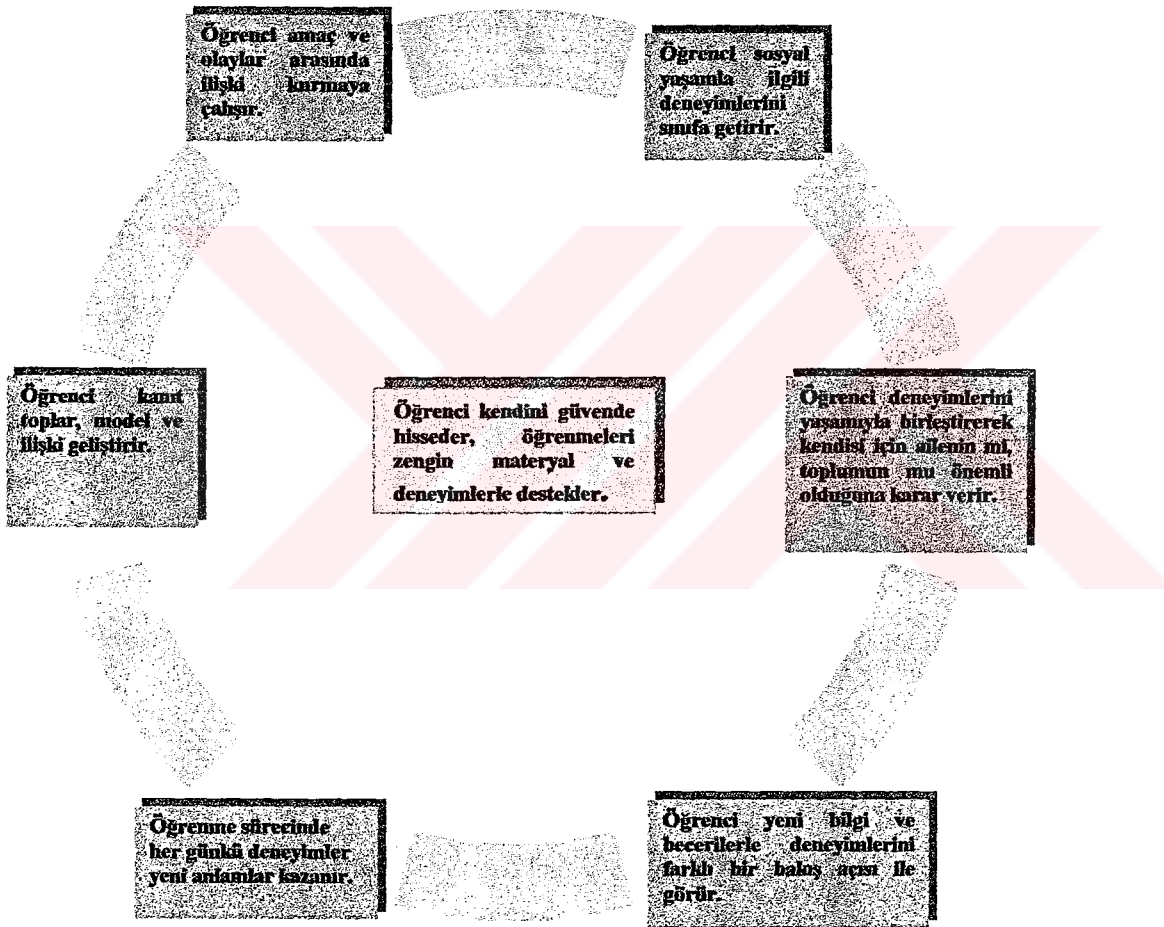 Öğrenci amaç ve
olaylar arasında
ilişki kurmaya
çalışır.
Öğrenci sosyal
yaşamla ilgili
deneyimlerini
sınıfa getirir.
Öğrenci kanıt
toplar, model ve
ilişki geliştirir.
Öğrenci kendini güvende
hisseder, öğrenmeleri
zengin materyal ve
deneyimlerle destekler.
Öğrenci deneyimlerini
yaşamıyla birleştirerek
kendisi için ailenin mi,
toplumun mu önemli
olduğuna karar verir.
Öğrenme sürecinde
her günkü deneyimler
yeni anlamlar kazanır.
Öğrenci yeni bilgi ve
becerilerle deneyimlerini
farklı bir bakış açısı ile
görür.